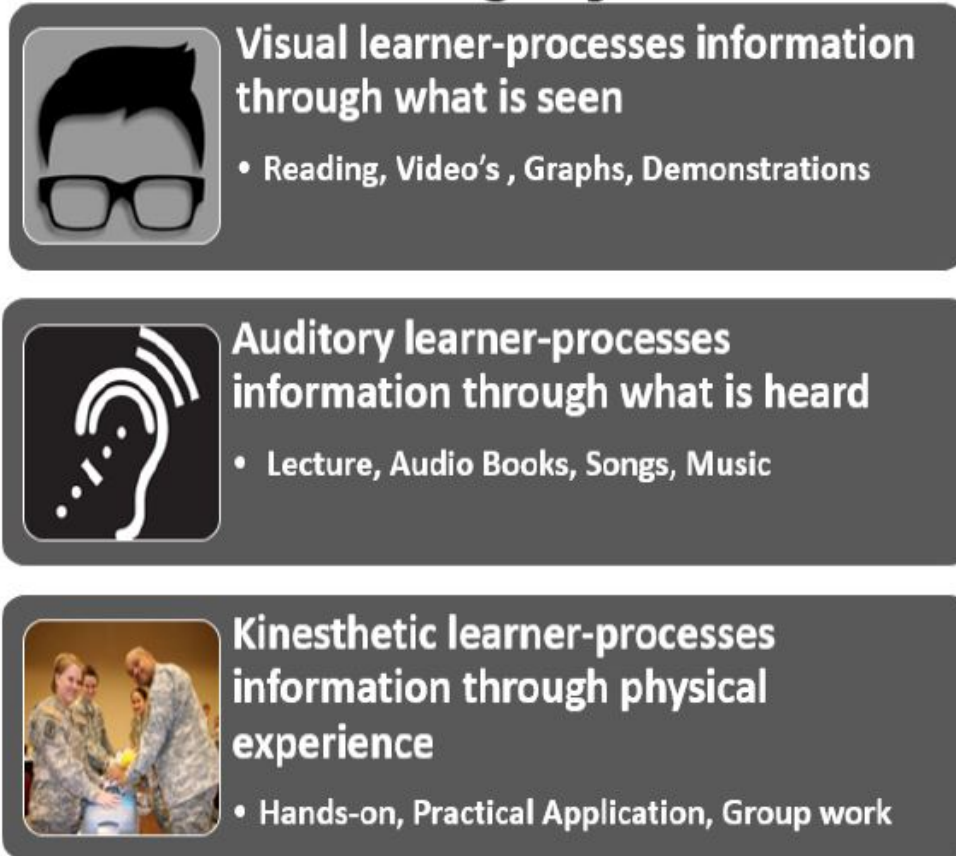 Visual learner-processes information
through what is seen
• Reading, Video's , Graphs, Demonstrations
Auditory learner-processes
information through what is heard
• Lecture, Audio Books, Songs, Music
Kinesthetic learner-processes
information through physical
experience
• Hands-on, Practical Application, Group work